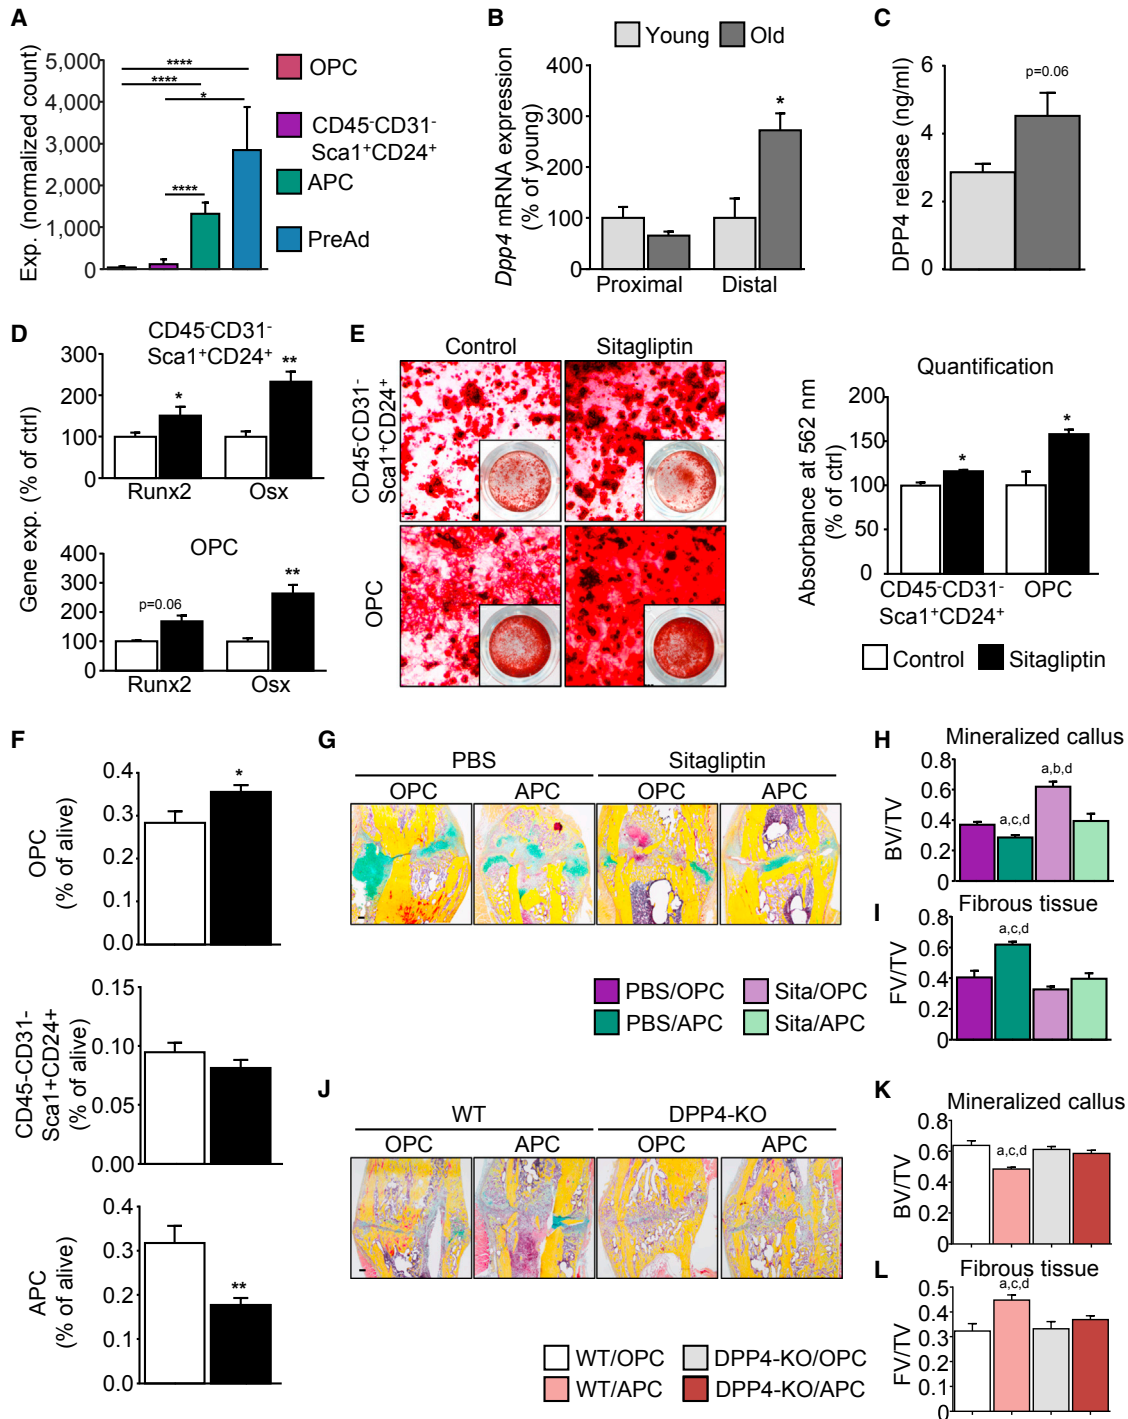 A
5,000
4,000
3,000
2,000
1,000
0
Exp. (normalized count)
****
****
*
****
OPC
CD45-CD31-
Sca1+CD24+
APC
PreAd
B
Young
Old
400
300
200
100
0
Dpp4 mRNA expression
(% of young)
*
Proximal
Distal
C
6
4
2
0
DPP4 release (ng/ml)
p=0.06
D
CD45-CD31-
Sca1+CD24+
300
200
100
0
*
**
Runx2
Osx
Gene exp. (% of ctrl)
OPC
400
300
200
100
0
p=0.06
**
Runx2
Osx
E
Control
Sitagliptin
CD45-CD31-
Sca1+CD24+
OPC
Quantification
200
150
100
50
0
Absorbance at 562 nm
(% of ctrl)
*
*
CD45-CD31-
Sca1+CD24+
OPC
Control
Sitagliptin
F
0.4
0.3
0.2
0.1
0.0
OPC
(% of alive)
*
0.15
0.10
0.05
0.00
CD45-CD31-
Sca1+CD24+
(% of alive)
0.4
0.3
0.2
0.1
0.0
APC
(% of alive)
**
G
PBS
Sitagliptin
OPC
APC
OPC
APC
PBS/OPC
Sita/OPC
PBS/APC
Sita/APC
H
Mineralized callus
0.8
0.6
0.4
0.2
0
BV/TV
a,c,d
a,b,d
I
Fibrous tissue
0.8
0.6
0.4
0.2
0
FV/TV
a,c,d
J
WT
DPP4-KO
OPC
APC
OPC
APC
WT/OPC
DPP4-KO/OPC
WT/APC
DPP4-KO/APC
K
Mineralized callus
0.8
0.6
0.4
0.2
0
BV/TV
a,c,d
L
Fibrous tissue
0.5
0.4
0.3
0.2
0.1
0
FV/TV
a,c,d